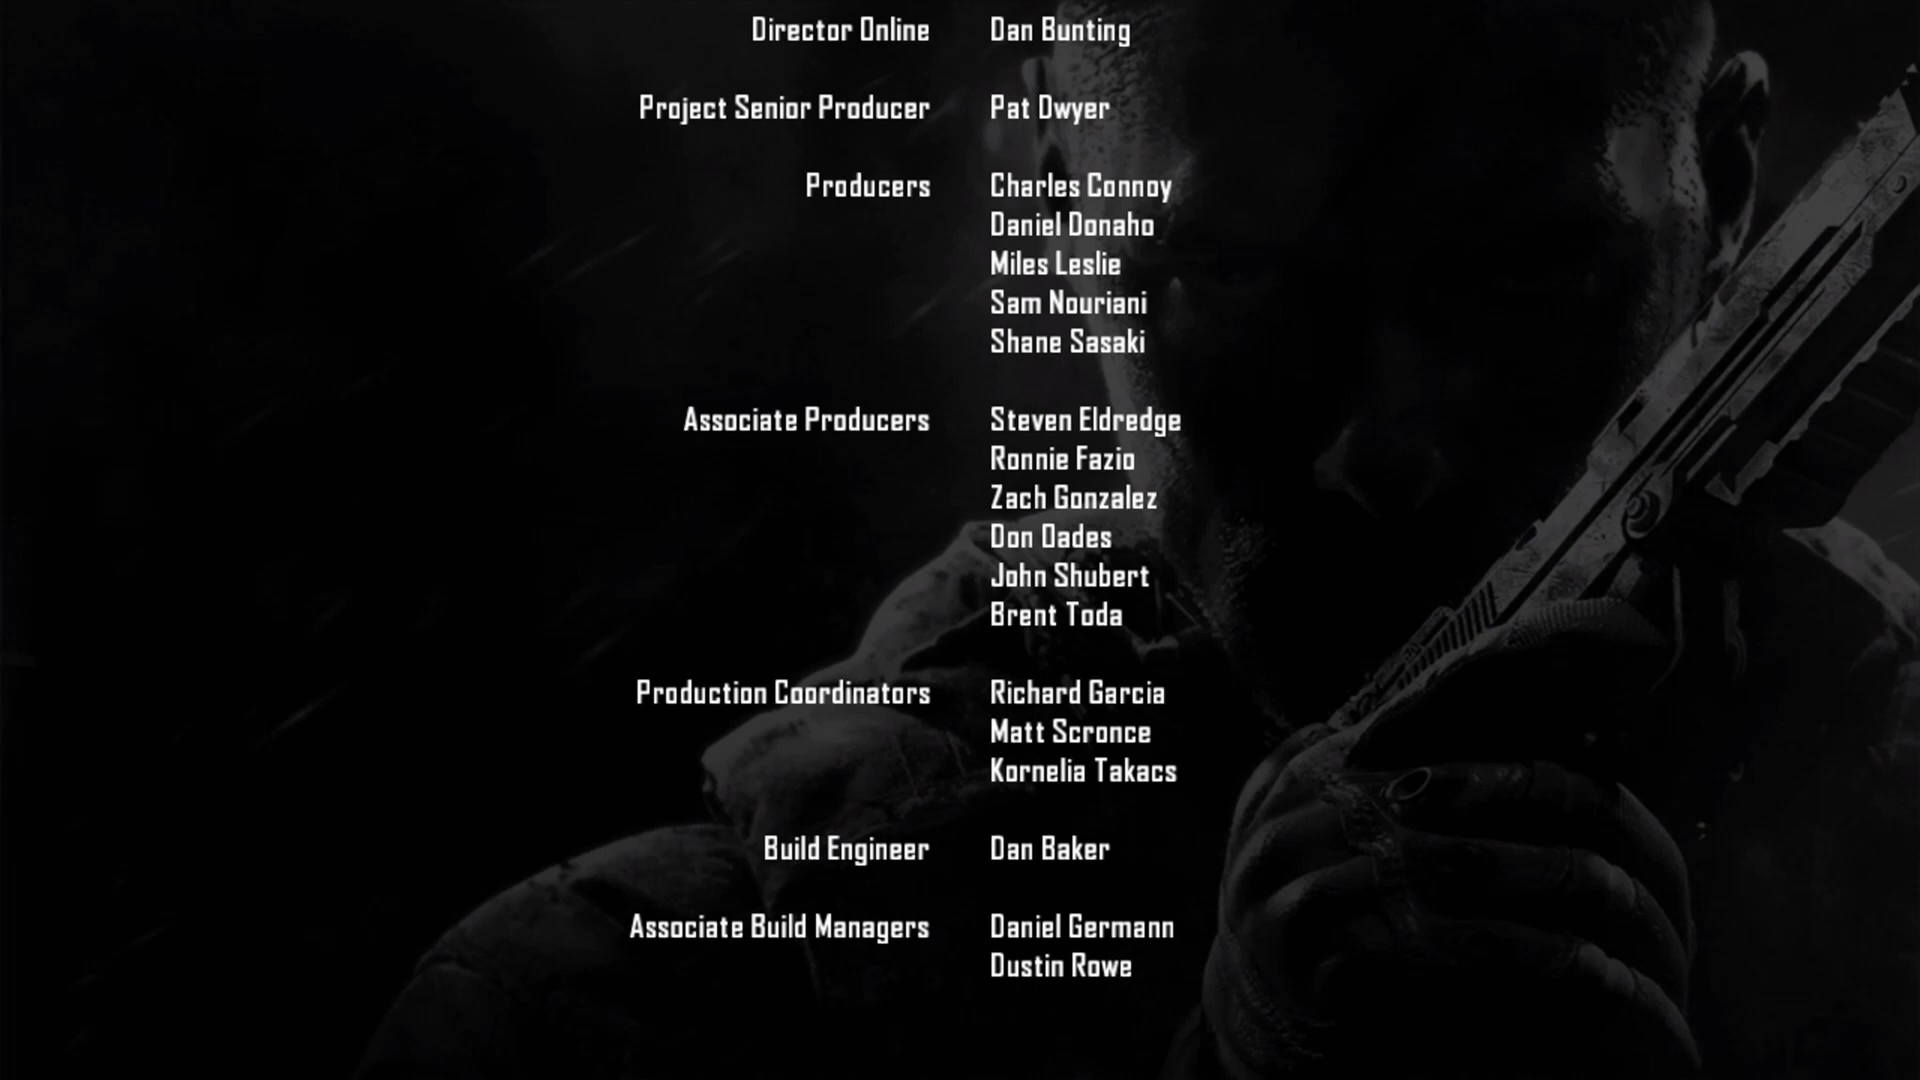 Director Online Dan Bunting
Project Senior Producer Pat Dwyer
Producers Charles Connoy
Daniel Donaho
Miles Leslie
Sam Nouriani
Shane Sasaki
Associate Producers Steven Eldredge
Ronnie Fazio
Zach Gonzalez
Don Oades
John Shubert
Brent Toda
Production Coordinators Richard Garcia
Matt Scronce
Kornelia Takacs
Build Engineer Dan Baker
Associate Build Managers Daniel Germann
Dustin Rowe